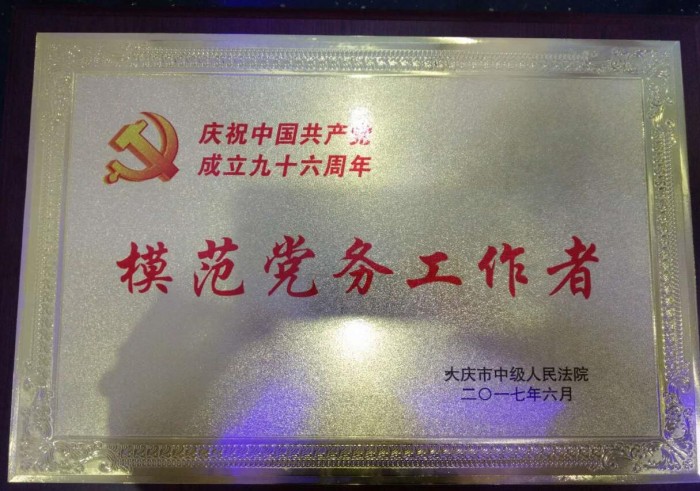 庆祝中国共产党
成立九十六周年
模范党务工作者
大庆市中级人民法院
二〇一七年六月